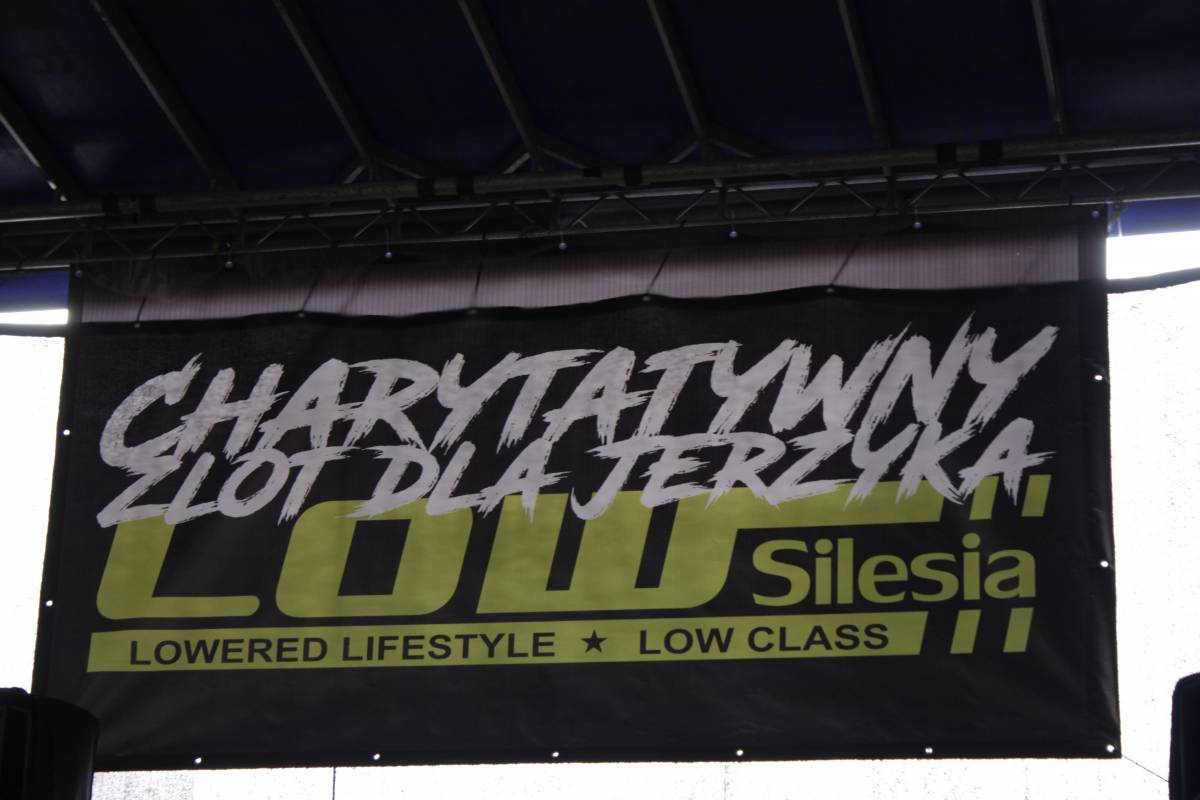 CHARYTATYWNY
ZLOT DLA JERZYKA
LOW
Silesia
LOWERED LIFESTYLE ★ LOW CLASS